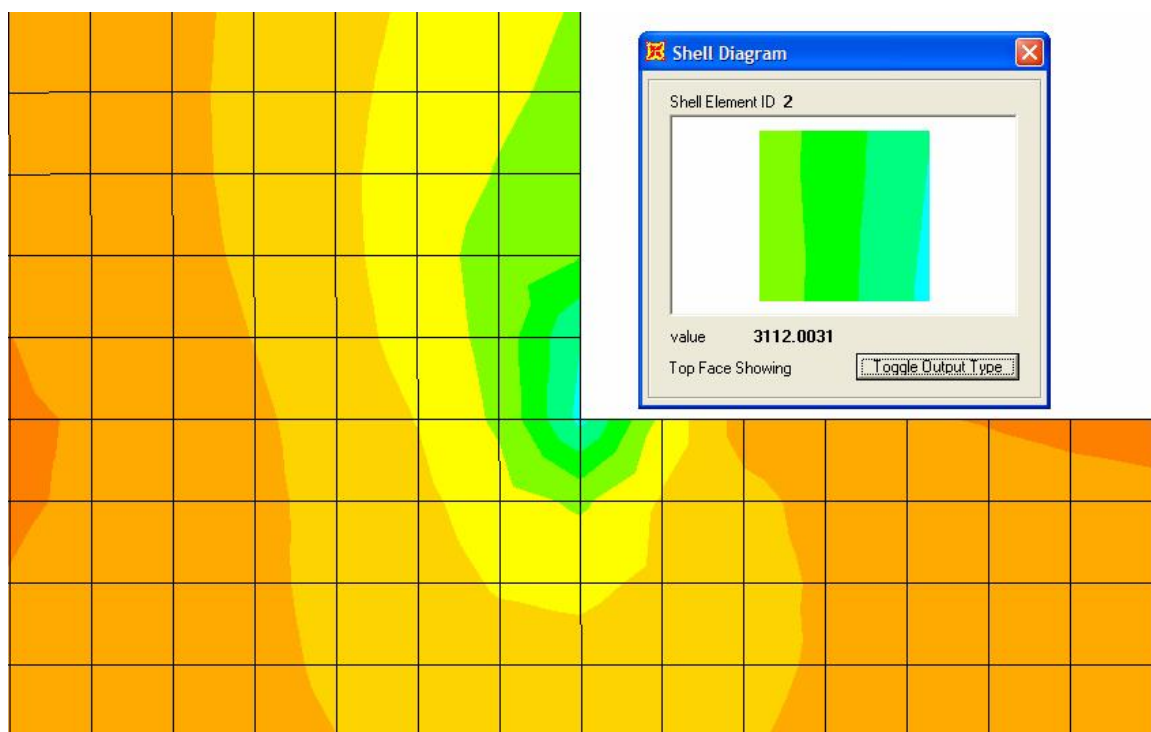 Shell Diagram
Shell Element ID 2
value 3112.0031
Top Face Showing Toggle Output Type